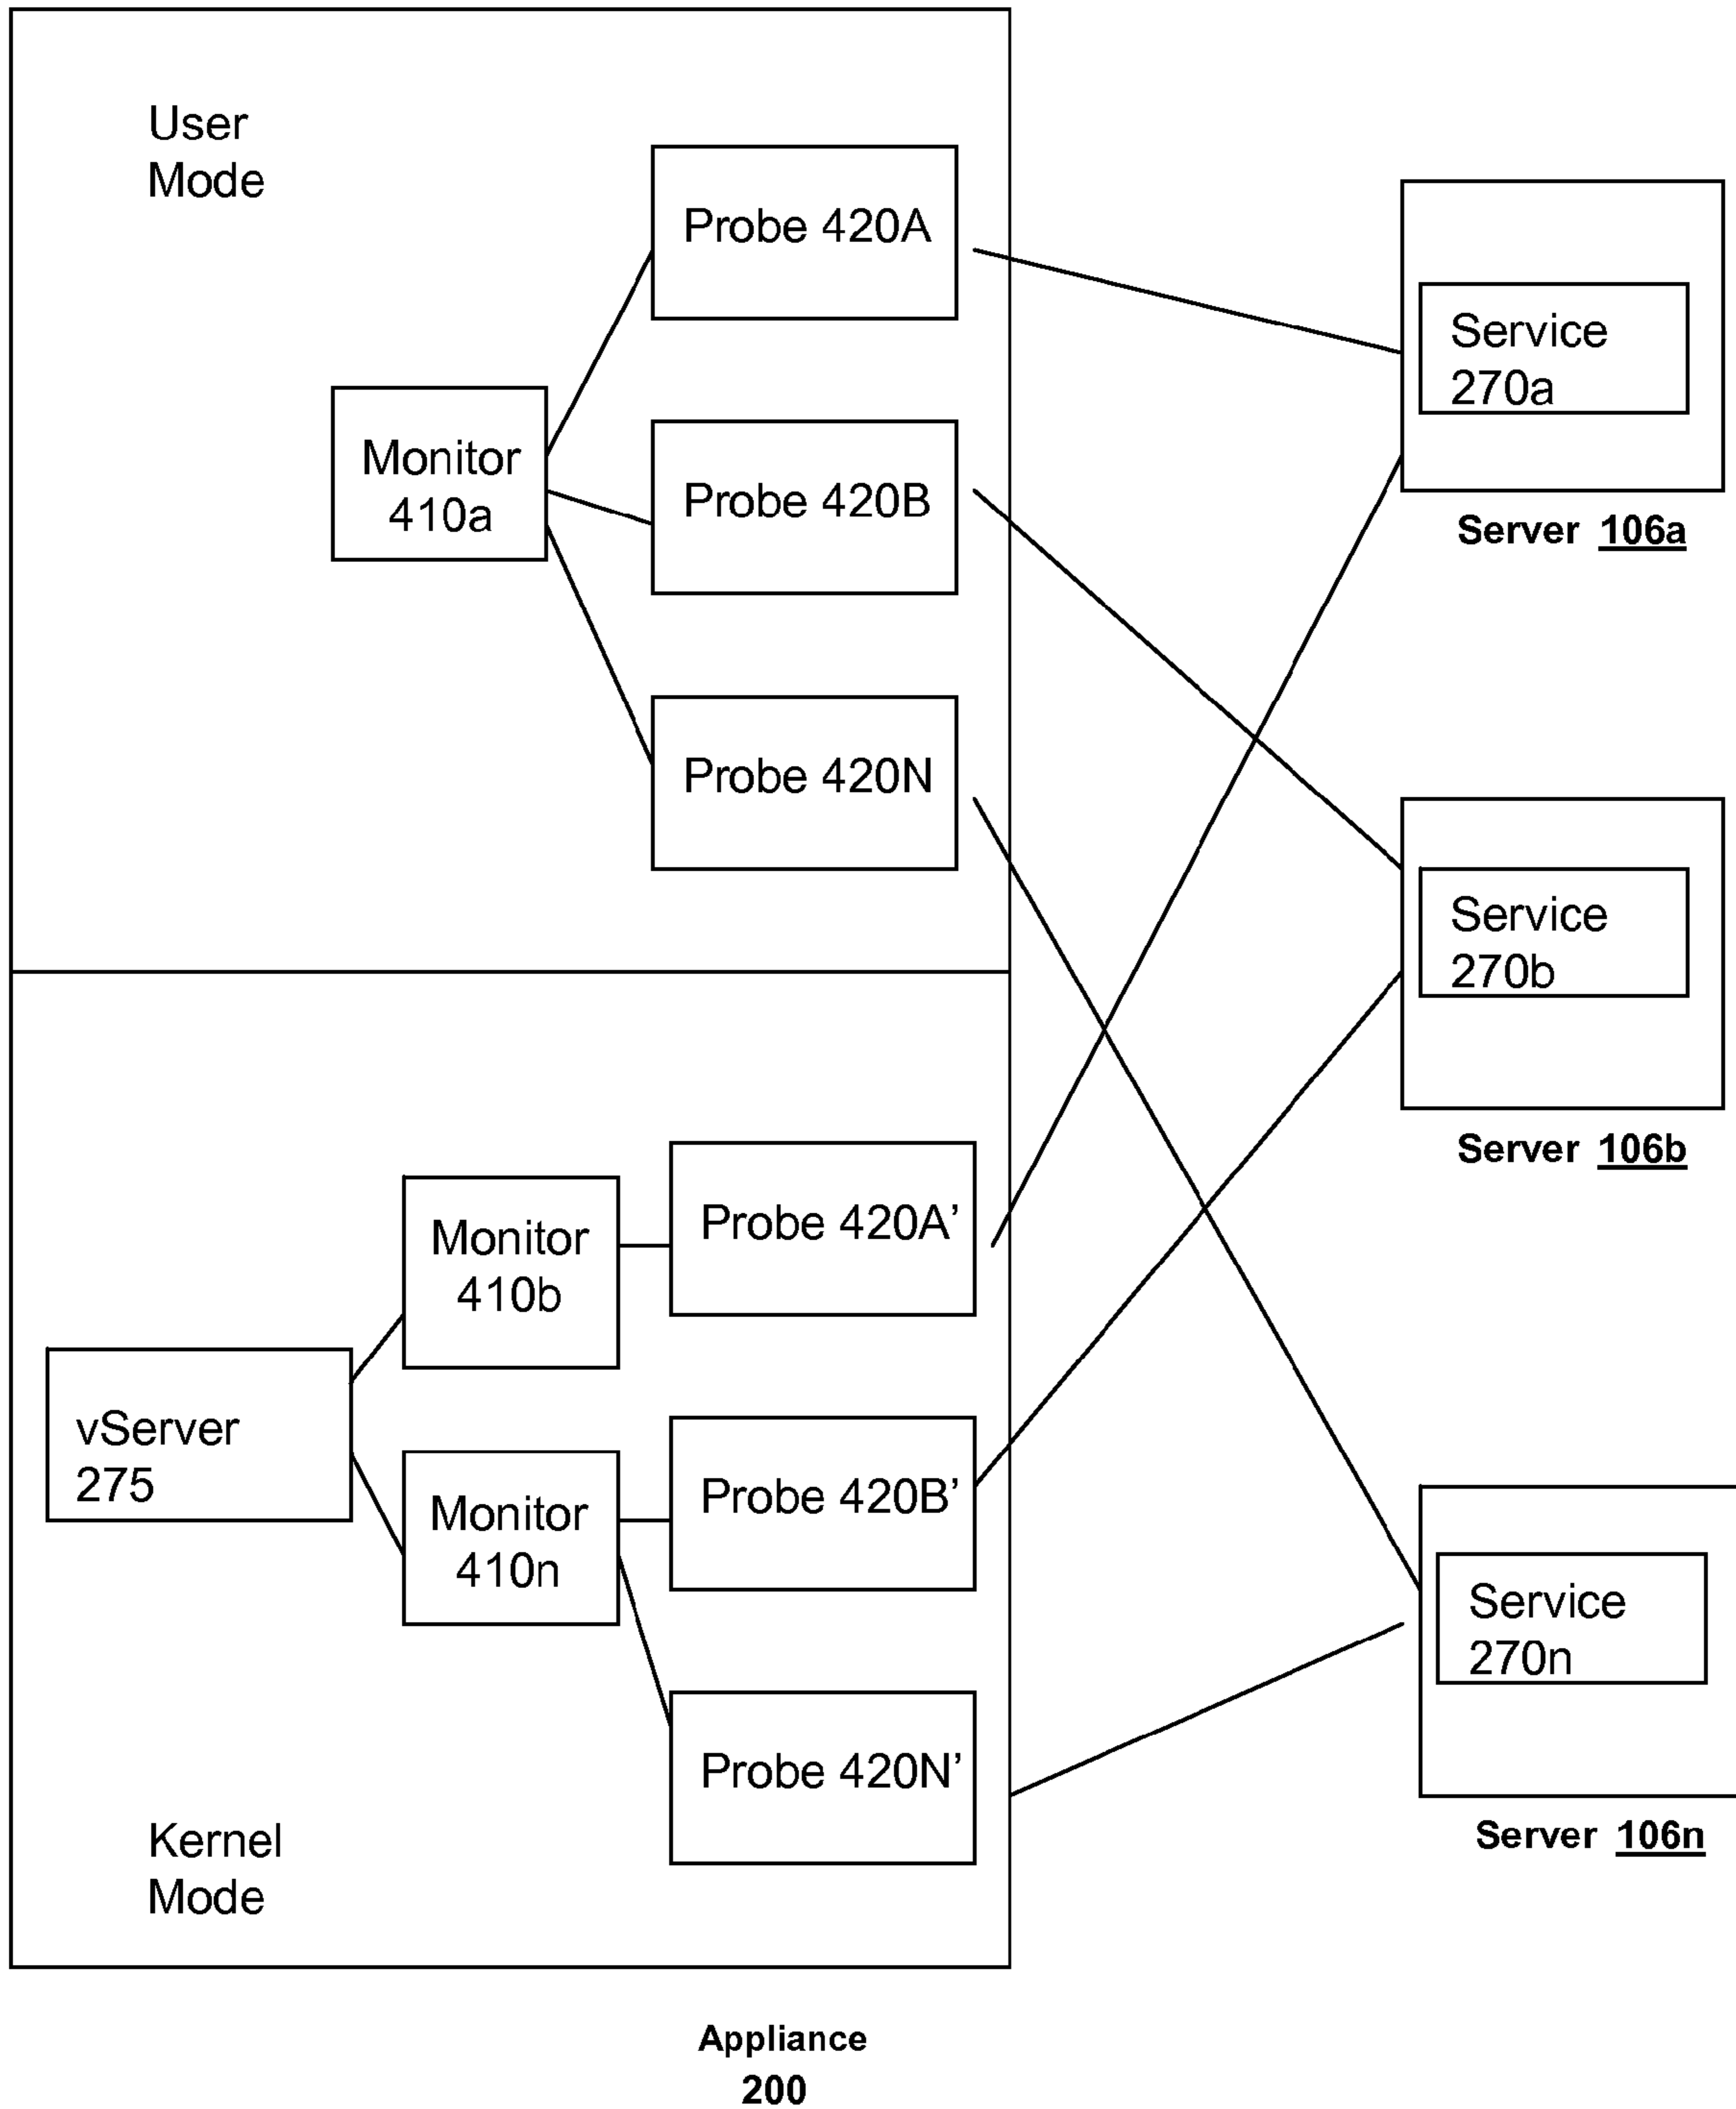 User
Mode
Probe 420A
Monitor
410a
Probe 420B
Probe 420N
Service
270a
Server 106a
Service
270b
Server 106b
Monitor
410b
Probe 420A’
vServer
275
Monitor
410n
Probe 420B’
Probe 420N’
Service
270n
Server 106n
Kernel
Mode
Appliance
200